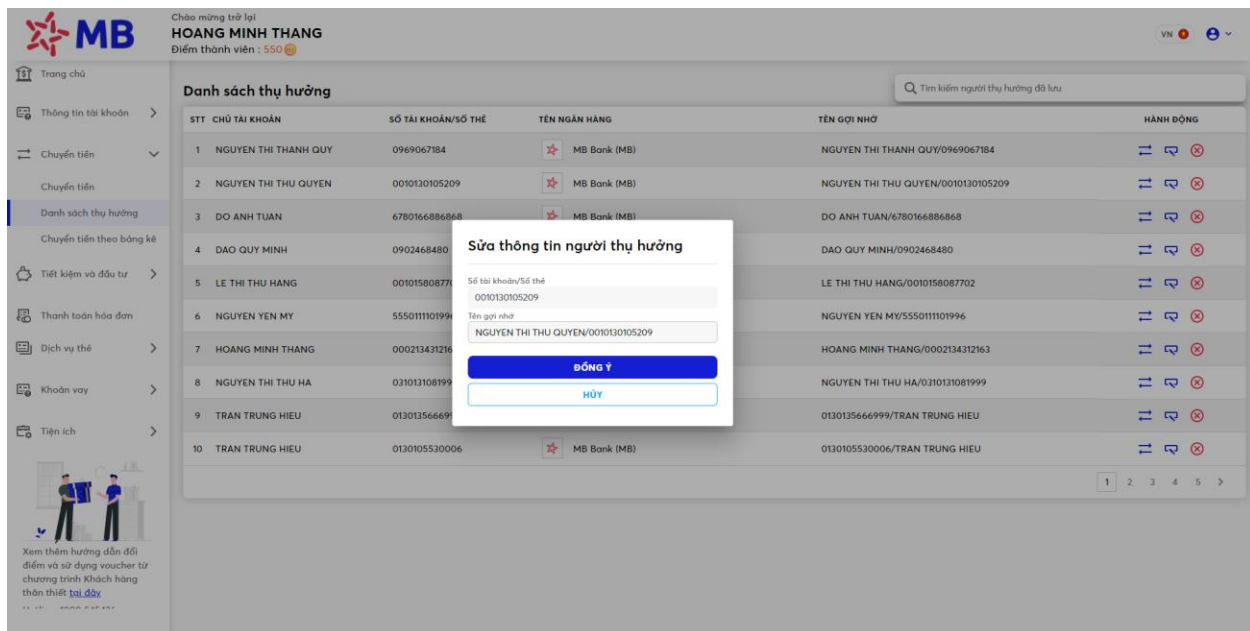 MB
Chào mừng trở lại
HOANG MINH THANG
Điểm thành viên : 550
VN
Trang chủ
Thông tin tài khoản
Chuyển tiền
Chuyển tiền
Danh sách thụ hưởng
Chuyển tiền theo bảng kê
Tiết kiệm và đầu tư
Thanh toán hóa đơn
Dịch vụ thẻ
Khoản vay
Tiện ích
Xem thêm hướng dẫn đổi
điểm và sử dụng voucher từ
chương trình Khách hàng
thân thiết tại đây
Danh sách thụ hưởng
Tìm kiếm người thụ hưởng đã lưu
STT CHỦ TÀI KHOẢN SỐ TÀI KHOẢN/SỐ THẺ TÊN NGÂN HÀNG TÊN GỢI NHỚ HÀNH ĐỘNG
1 NGUYEN THI THANH QUY 0969067184 MB Bank (MB) NGUYEN THI THANH QUY/0969067184
2 NGUYEN THI THU QUYEN 0010130105209 MB Bank (MB) NGUYEN THI THU QUYEN/0010130105209
3 DO ANH TUAN 6780166886868 MB Bank (MB) DO ANH TUAN/6780166886868
4 DAO QUY MINH 0902468480 DAO QUY MINH/0902468480
5 LE THI THU HANG 001015808770 LE THI THU HANG/0010158087702
6 NGUYEN YEN MY 555011110199 NGUYEN YEN MY/5550111101996
7 HOANG MINH THANG 000213431216 HOANG MINH THANG/0002134312163
8 NGUYEN THI THU HA 031013108199 NGUYEN THI THU HA/0310131081999
9 TRAN TRUNG HIEU 01301356669 0130135666999/TRAN TRUNG HIEU
10 TRAN TRUNG HIEU 0130105530006 MB Bank (MB) 0130105530006/TRAN TRUNG HIEU
1 2 3 4 5
Sửa thông tin người thụ hưởng
Số tài khoản/Số thẻ
0010130105209
Tên gợi nhớ
NGUYEN THI THU QUYEN/0010130105209
ĐỒNG Ý
HỦY